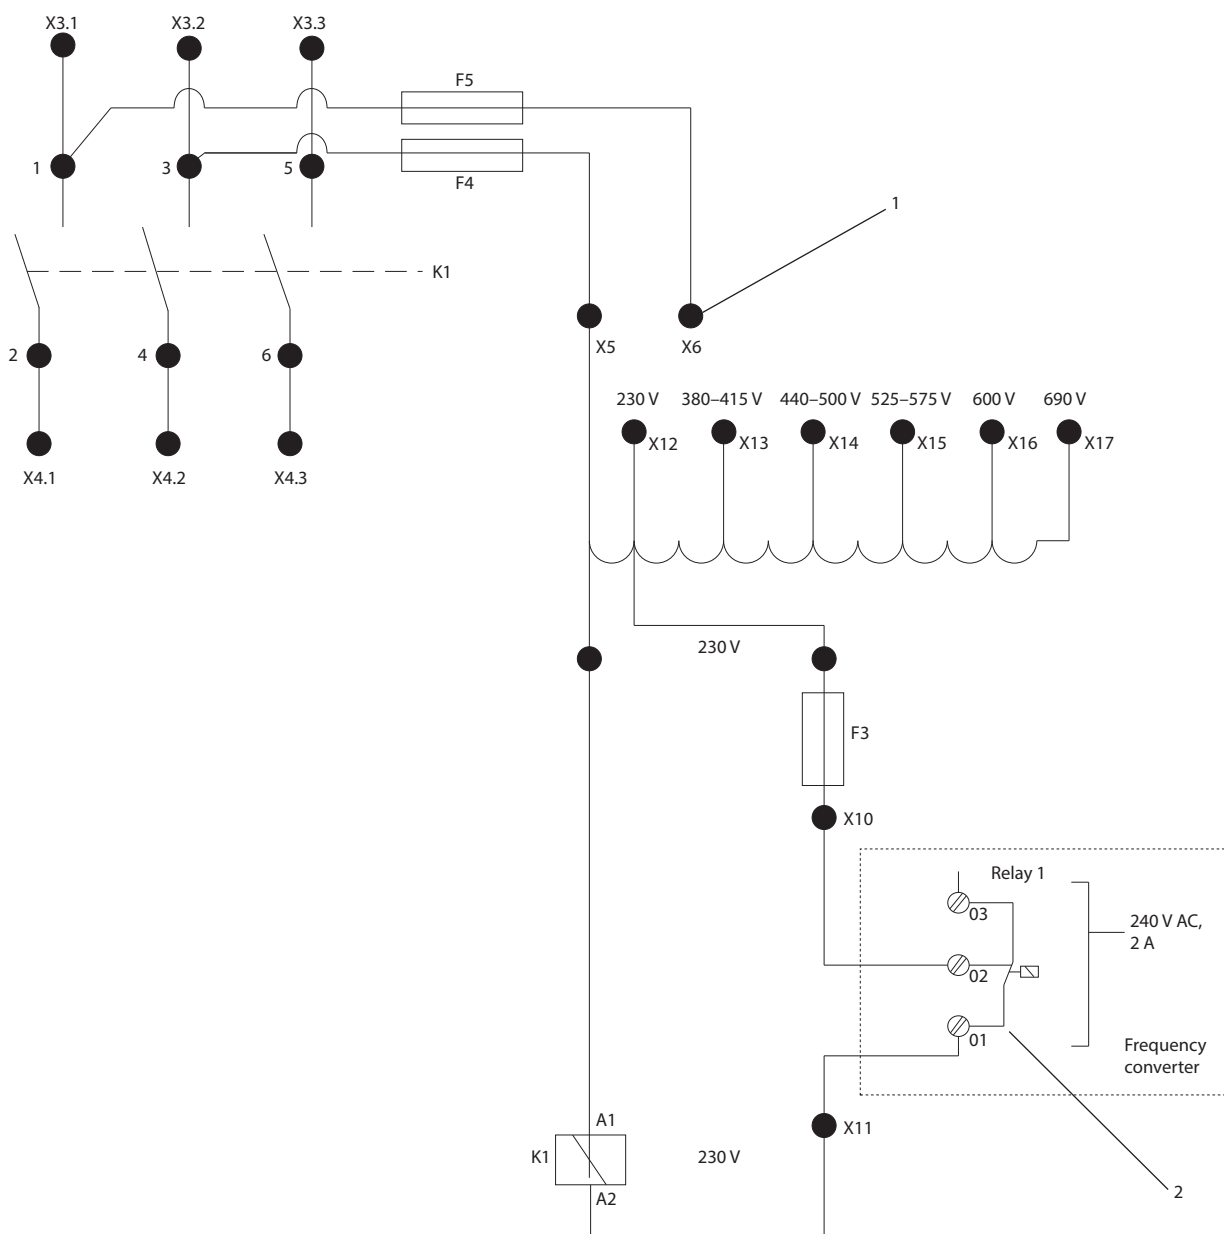 X3.1 X3.2 X3.3
F5
1 3 5
F4
1
K1
X5 X6
2 4 6
230 V 380–415 V 440–500 V 525–575 V 600 V 690 V
X12 X13 X14 X15 X16 X17
X4.1 X4.2 X4.3
230 V
F3
X10
Relay 1
03
240 V AC,
2 A
02
01
Frequency
converter
A1
X11
K1
230 V
2
A2